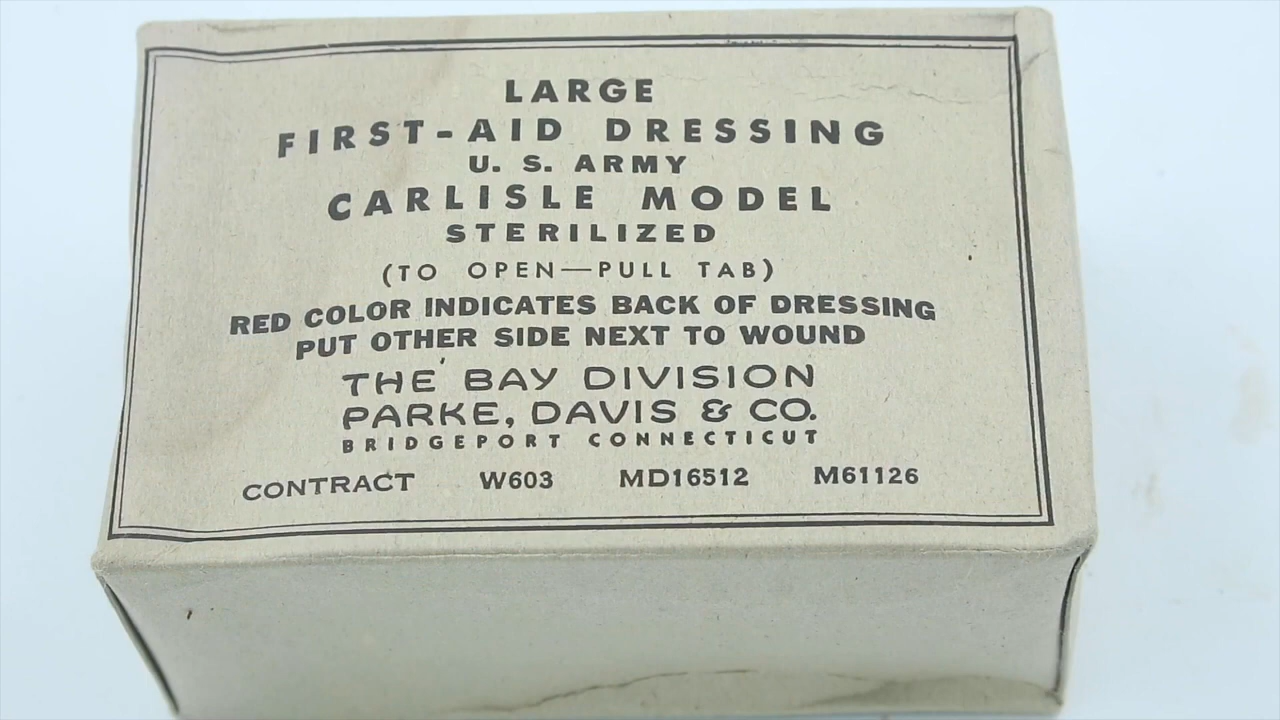 LARGE
FIRST-AID DRESSING
U. S. ARMY
CARLISLE MODEL
STERILIZED
(TO OPEN—PULL TAB)
RED COLOR INDICATES BACK OF DRESSING
PUT OTHER SIDE NEXT TO WOUND
THE BAY DIVISION
PARKE, DAVIS & CO.
BRIDGEPORT CONNECTICUT
CONTRACT W603 MD16512 M61126